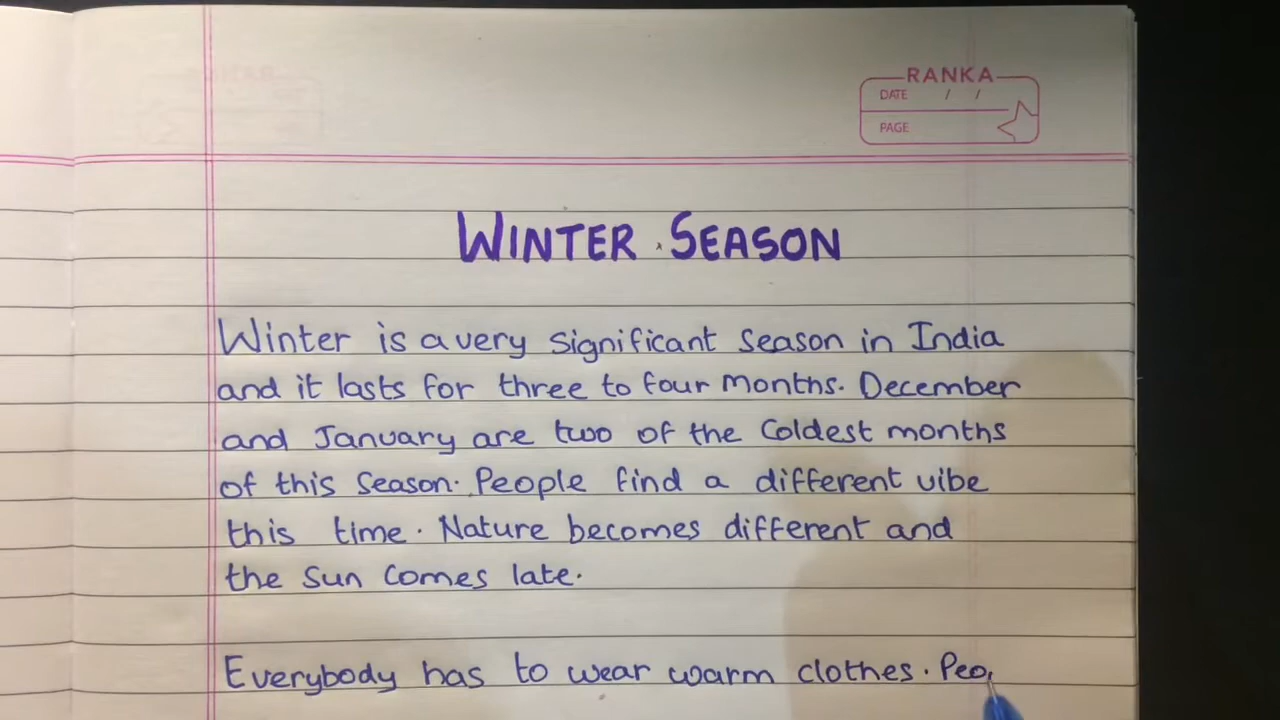 RANKA
DATE / /
PAGE
WINTER SEASON
Winter is a very significant season in India
and it lasts for three to four months. December
and January are two of the coldest months
of this season. People find a different vibe
this time. Nature becomes different and
the sun comes late.
Everybody has to wear warm clothes. Peo